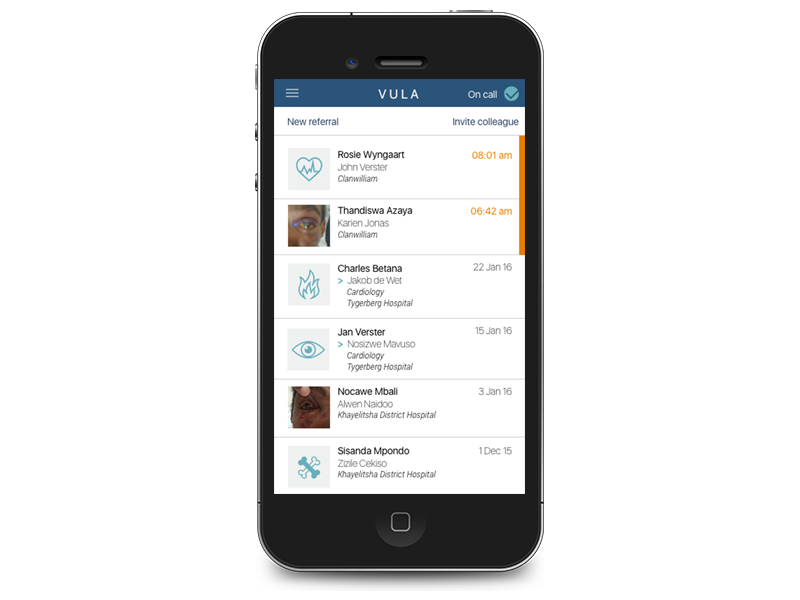 VULA
On call
New referral
Invite colleague
Rosie Wyngaart
08:01 am
John Verster
Clanwilliam
Thandiswa Azaya
06:42 am
Karien Jonas
Clanwilliam
Charles Betana
22 Jan 16
> Jakob de Wet
Cardiology
Tygerberg Hospital
Jan Verster
15 Jan 16
> Nosizwe Mavuso
Cardiology
Tygerberg Hospital
Nocawe Mbali
3 Jan 16
Alwen Naidoo
Khayelitsha District Hospital
Sisanda Mpondo
1 Dec 15
Zizile Cekiso
Khayelitsha District Hospital